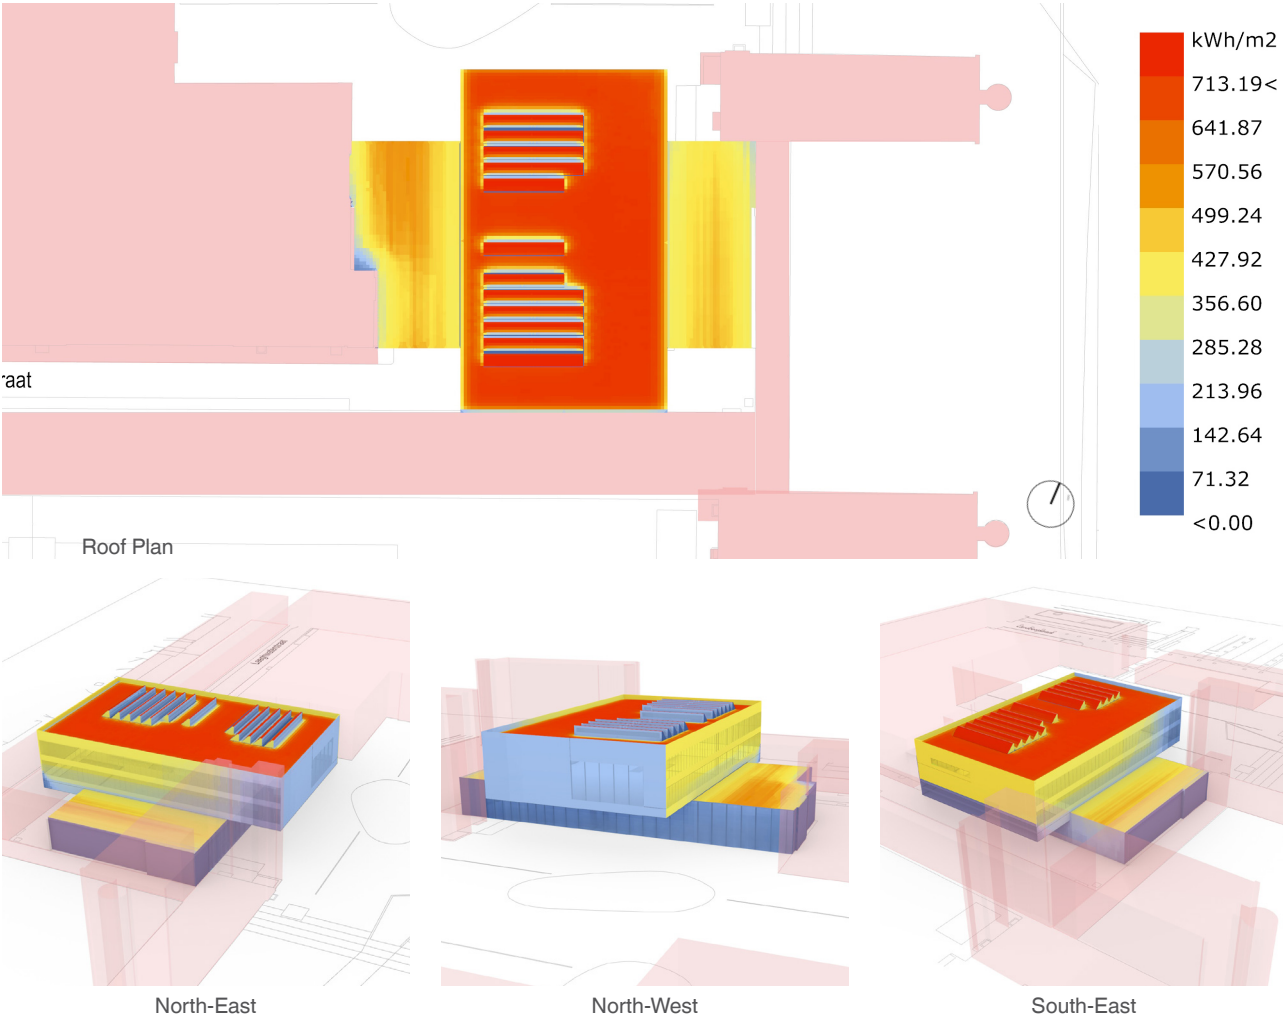 kWh/m2
713.19<
641.87
570.56
499.24
427.92
356.60
285.28
213.96
142.64
71.32
<0.00
raat
Roof Plan
North-East
North-West
South-East